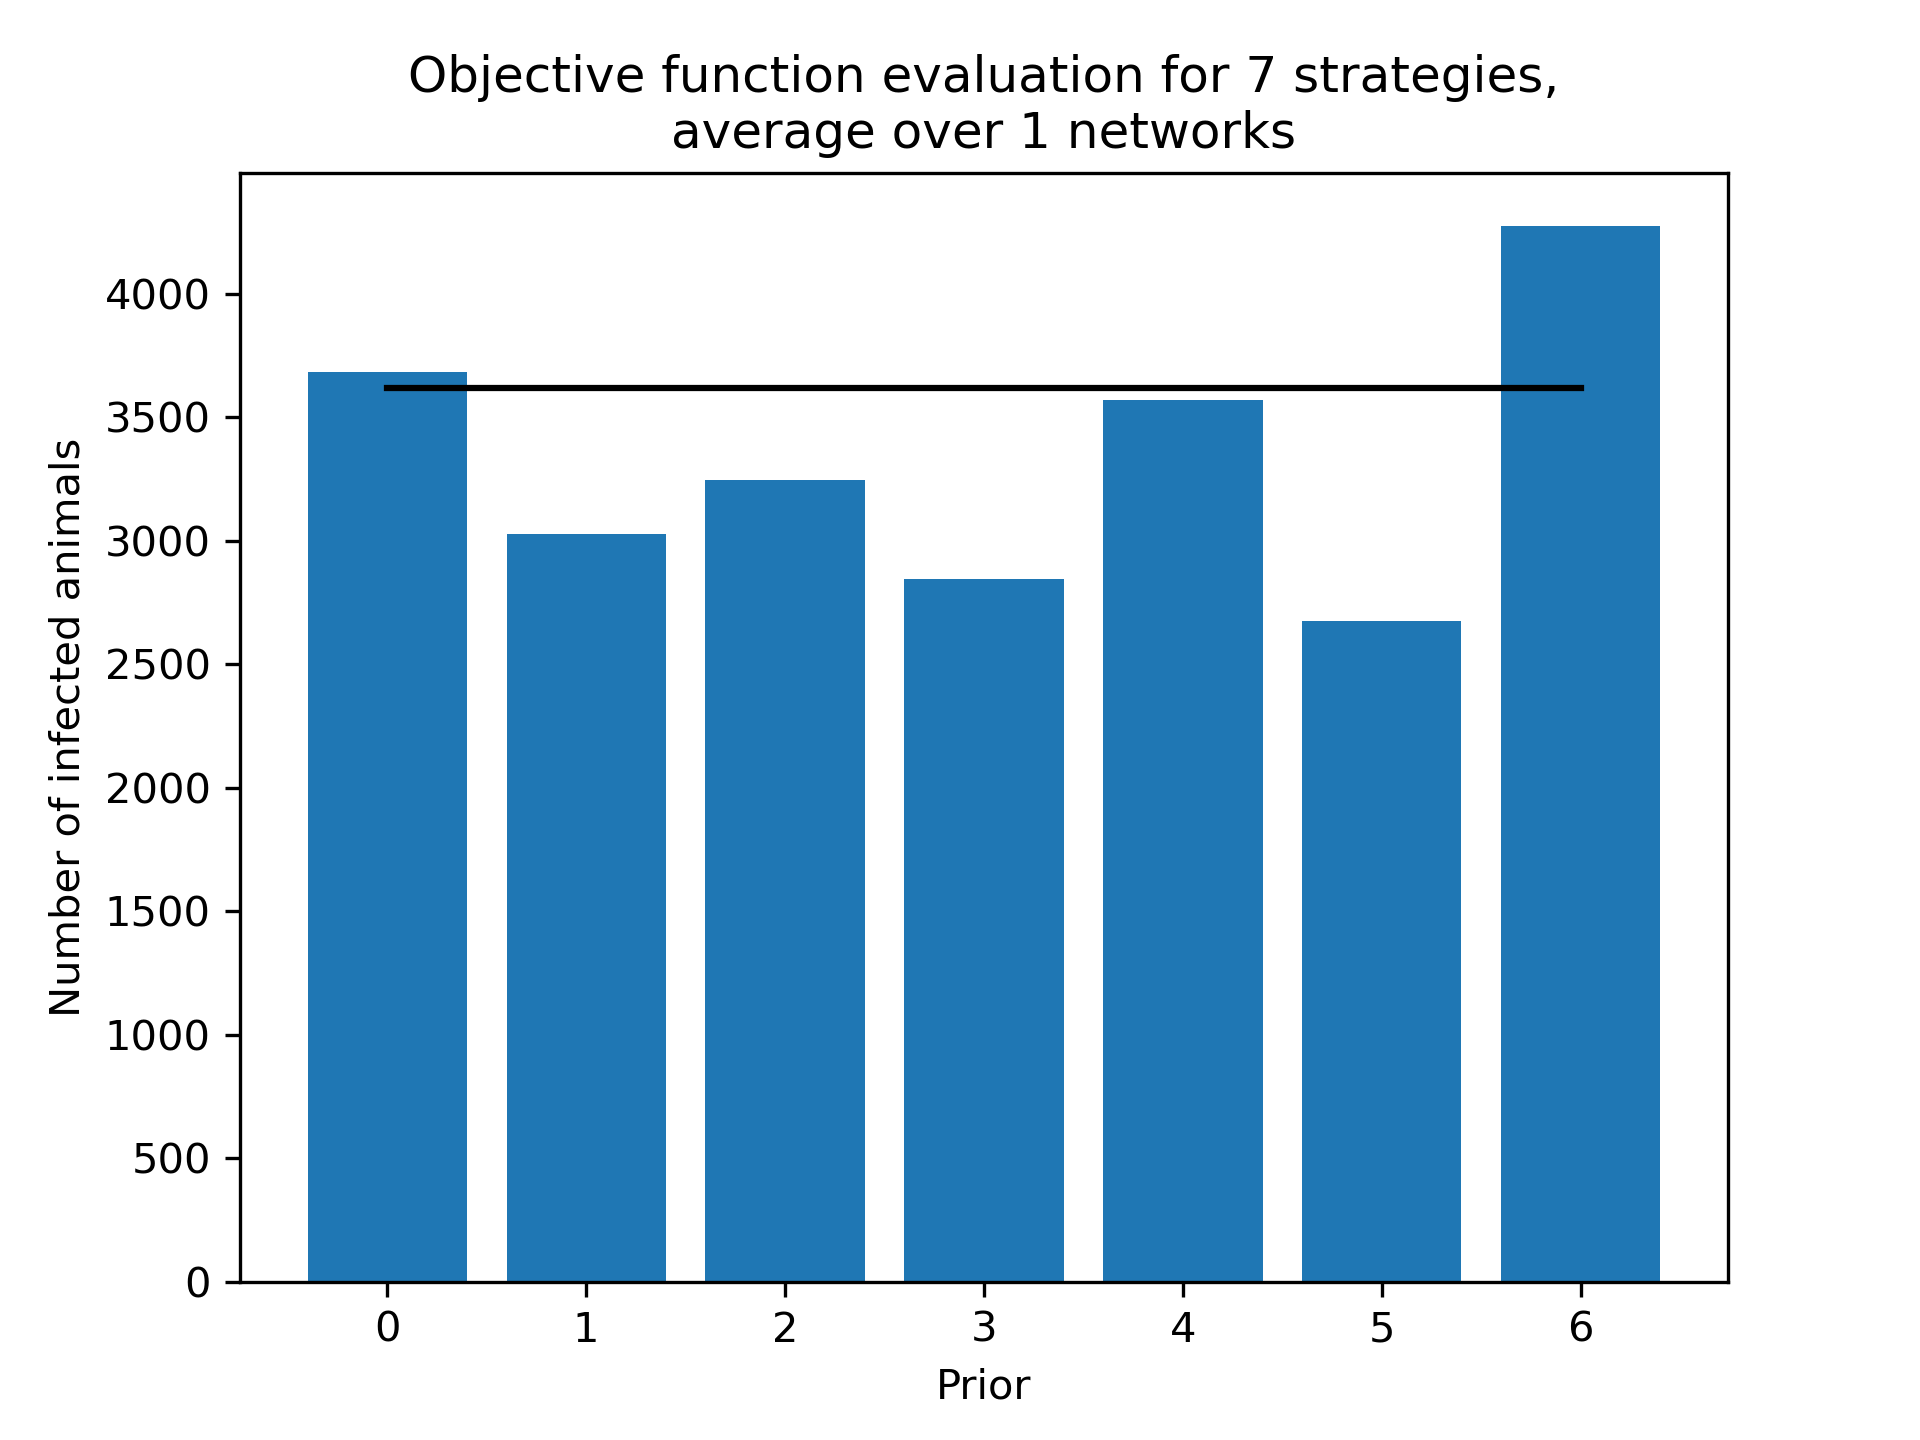 Objective function evaluation for 7 strategies,
average over 1 networks
Number of infected animals
4000
3500
3000
2500
2000
1500
1000
500
0
0 1 2 3 4 5 6
Prior